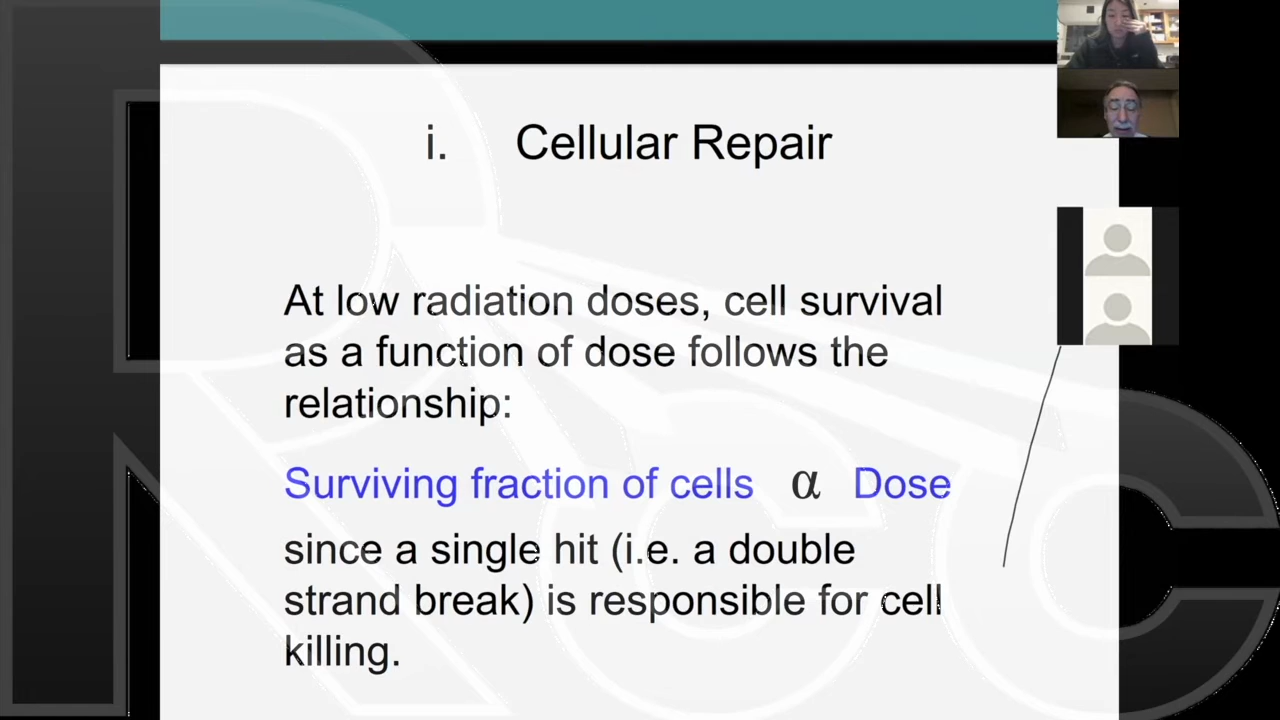 i. Cellular Repair
At low radiation doses, cell survival
as a function of dose follows the
relationship:
Surviving fraction of cells α Dose
since a single hit (i.e. a double
strand break) is responsible for cell
killing.